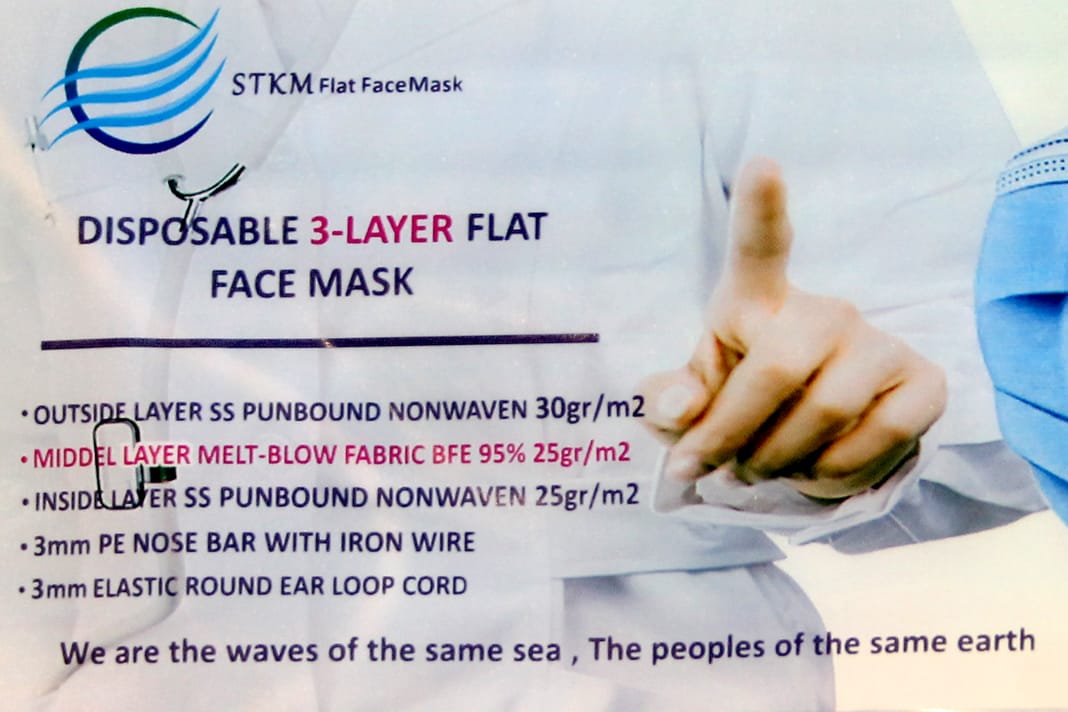 STKM Flat FaceMask
DISPOSABLE 3-LAYER FLAT
FACE MASK
• OUTSIDE LAYER SS PUNBOUND NONWAVEN 30gr/m2
• MIDDEL LAYER MELT-BLOW FABRIC BFE 95% 25gr/m2
• INSIDE LAYER SS PUNBOUND NONWAVEN 25gr/m2
• 3mm PE NOSE BAR WITH IRON WIRE
• 3mm ELASTIC ROUND EAR LOOP CORD
We are the waves of the same sea , The peoples of the same earth